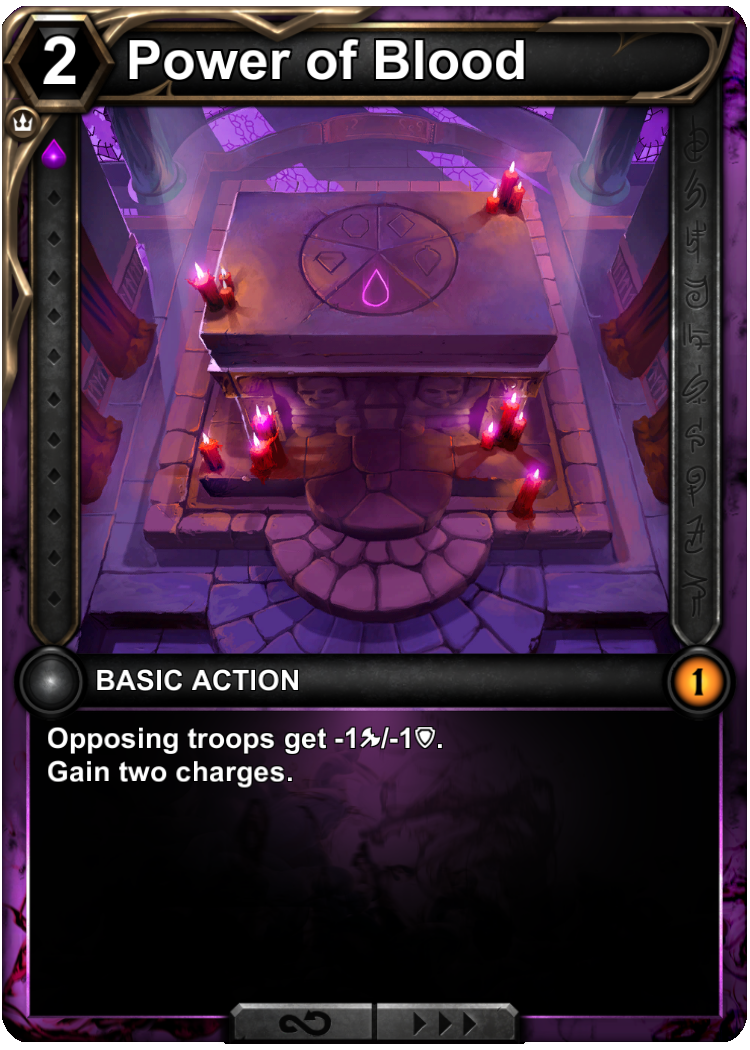 2
Power of Blood
BASIC ACTION
1
Opposing troops get -1/-1.
Gain two charges.